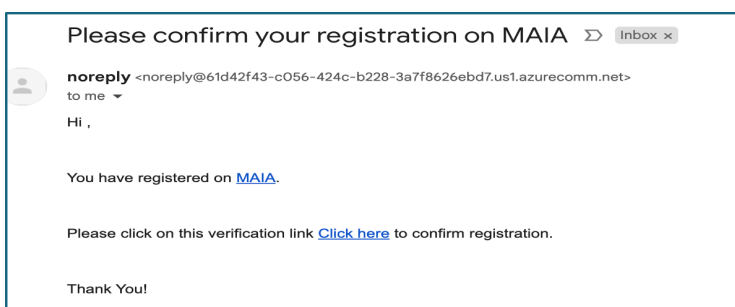 Please confirm your registration on MAIA Inbox x
noreply <noreply@61d42f43-c056-424c-b228-3a7f8626ebd7.us1.azurecomm.net>
to me
Hi ,
You have registered on MAIA.
Please click on this verification link Click here to confirm registration.
Thank You!